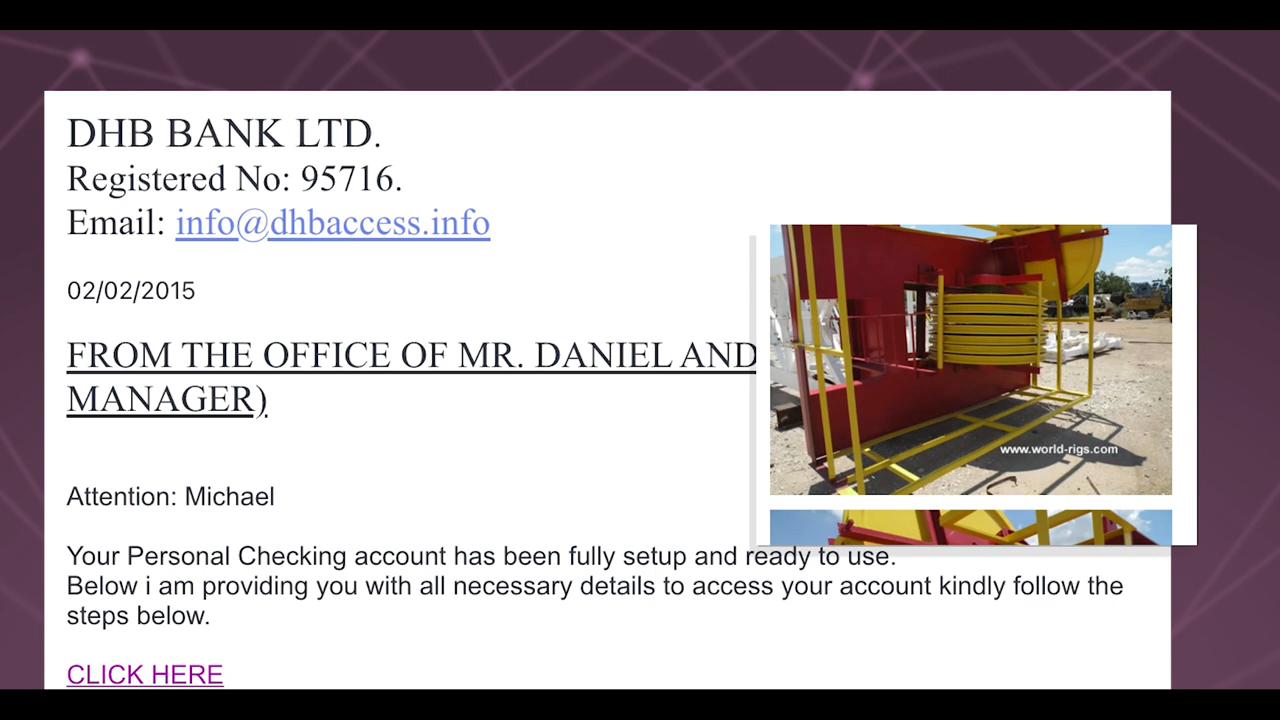 DHB BANK LTD.
Registered No: 95716.
Email: info@dhbaccess.info
02/02/2015
FROM THE OFFICE OF MR. DANIEL AND
MANAGER)
www.world-rigs.com
Attention: Michael
Your Personal Checking account has been fully setup and ready to use.
Below i am providing you with all necessary details to access your account kindly follow the
steps below.
CLICK HERE